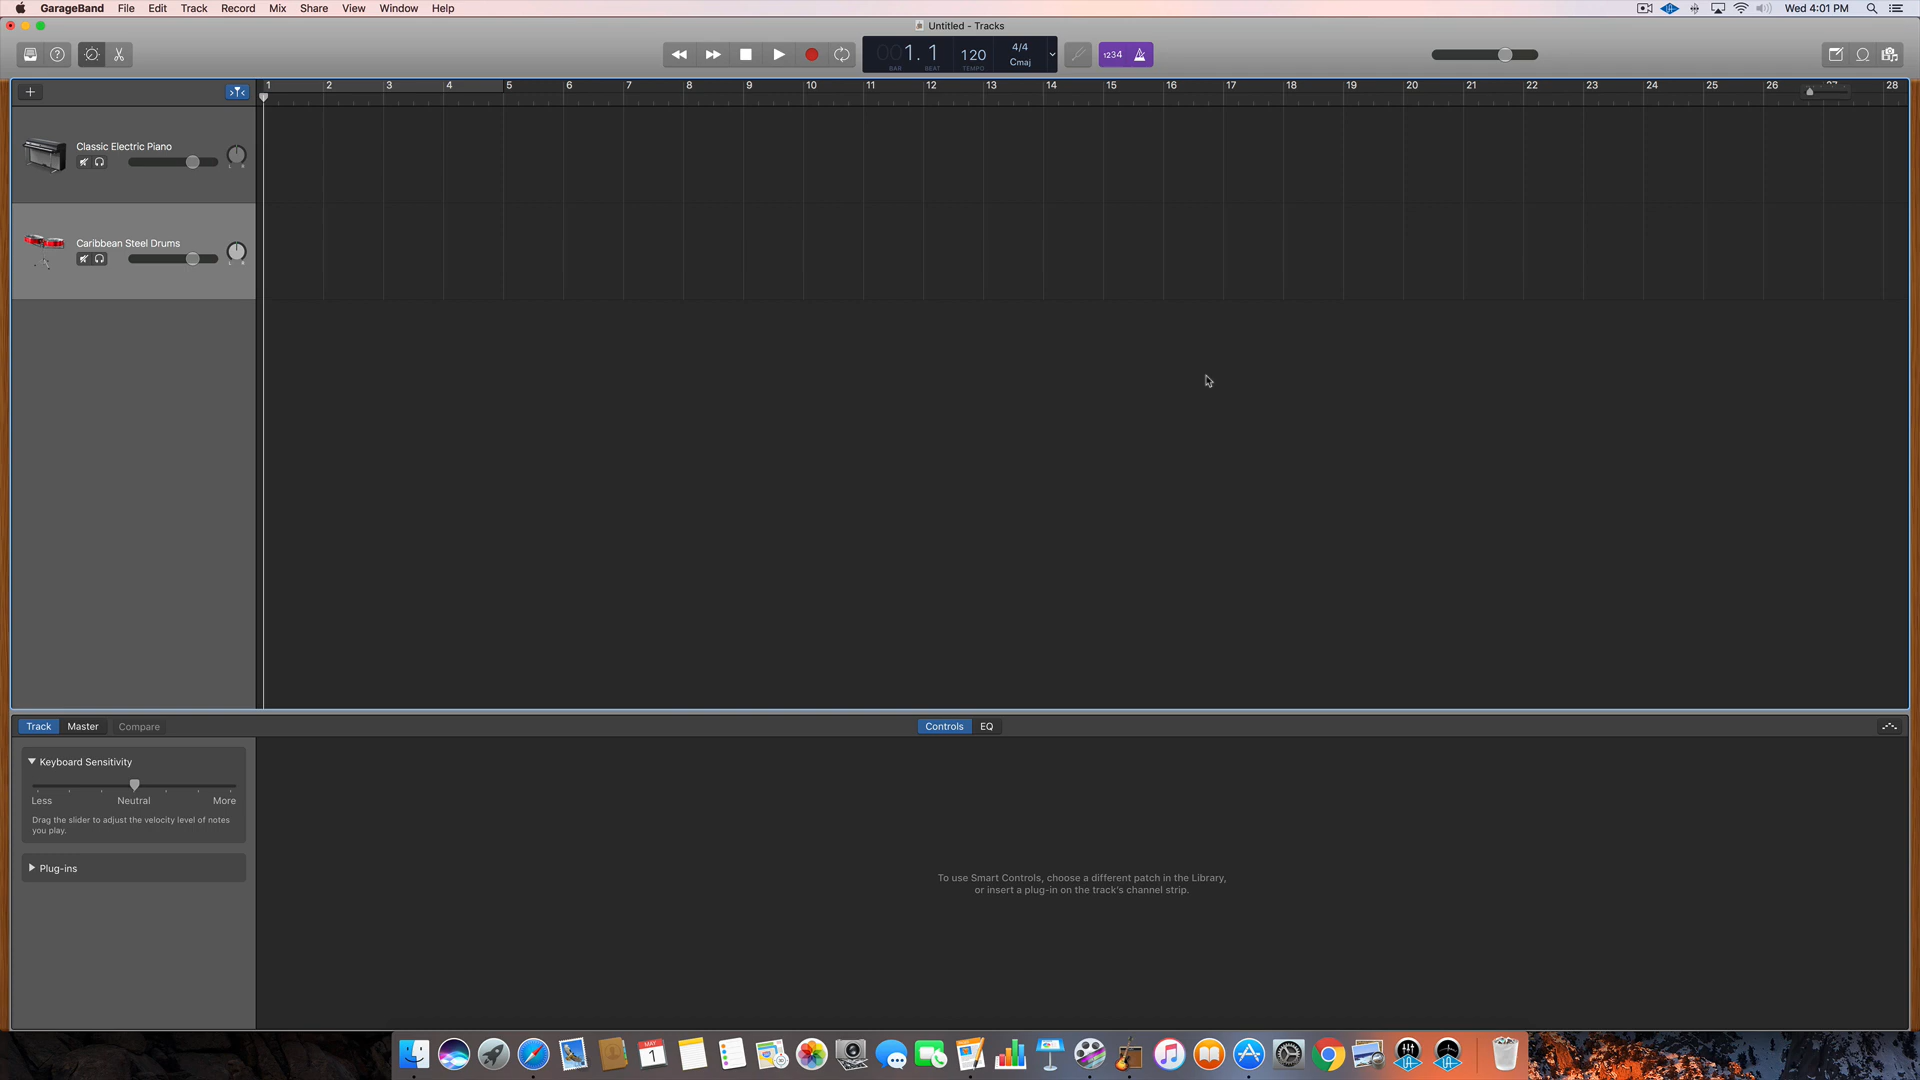 GarageBand File Edit Track Record Mix Share View Window Help Wed 4:01 PM
Untitled - Tracks
001. 1 120 4/4 Cmaj
BAR BEAT TEMPO
1234
1 2 3 4 5 6 7 8 9 10 11 12 13 14 15 16 17 18 19 20 21 22 23 24 25 26 27 28
Classic Electric Piano
L R
Caribbean Steel Drums
L R
Track Master Compare Controls EQ
Keyboard Sensitivity
Less Neutral More
Drag the slider to adjust the velocity level of notes
you play.
Plug-ins
To use Smart Controls, choose a different patch in the Library,
or insert a plug-in on the track's channel strip.
MAY
1